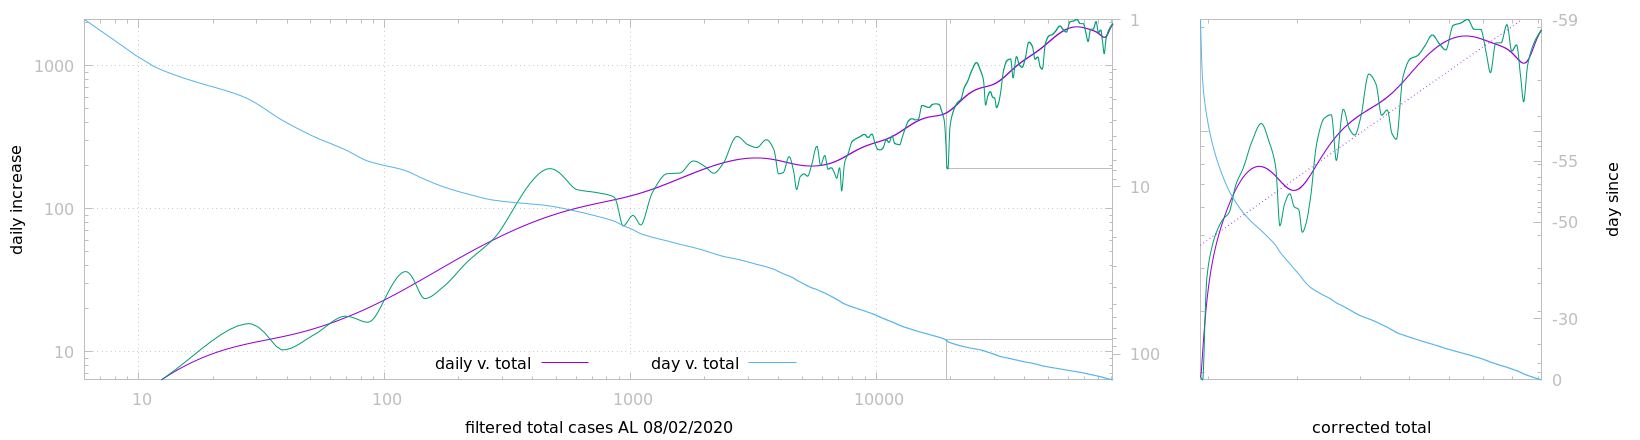 1000
100
10
daily increase
10
100
1000
10000
filtered total cases AL 08/02/2020
daily v. total
day v. total
1
10
100
-59
-55
-50
-30
0
day since
corrected total